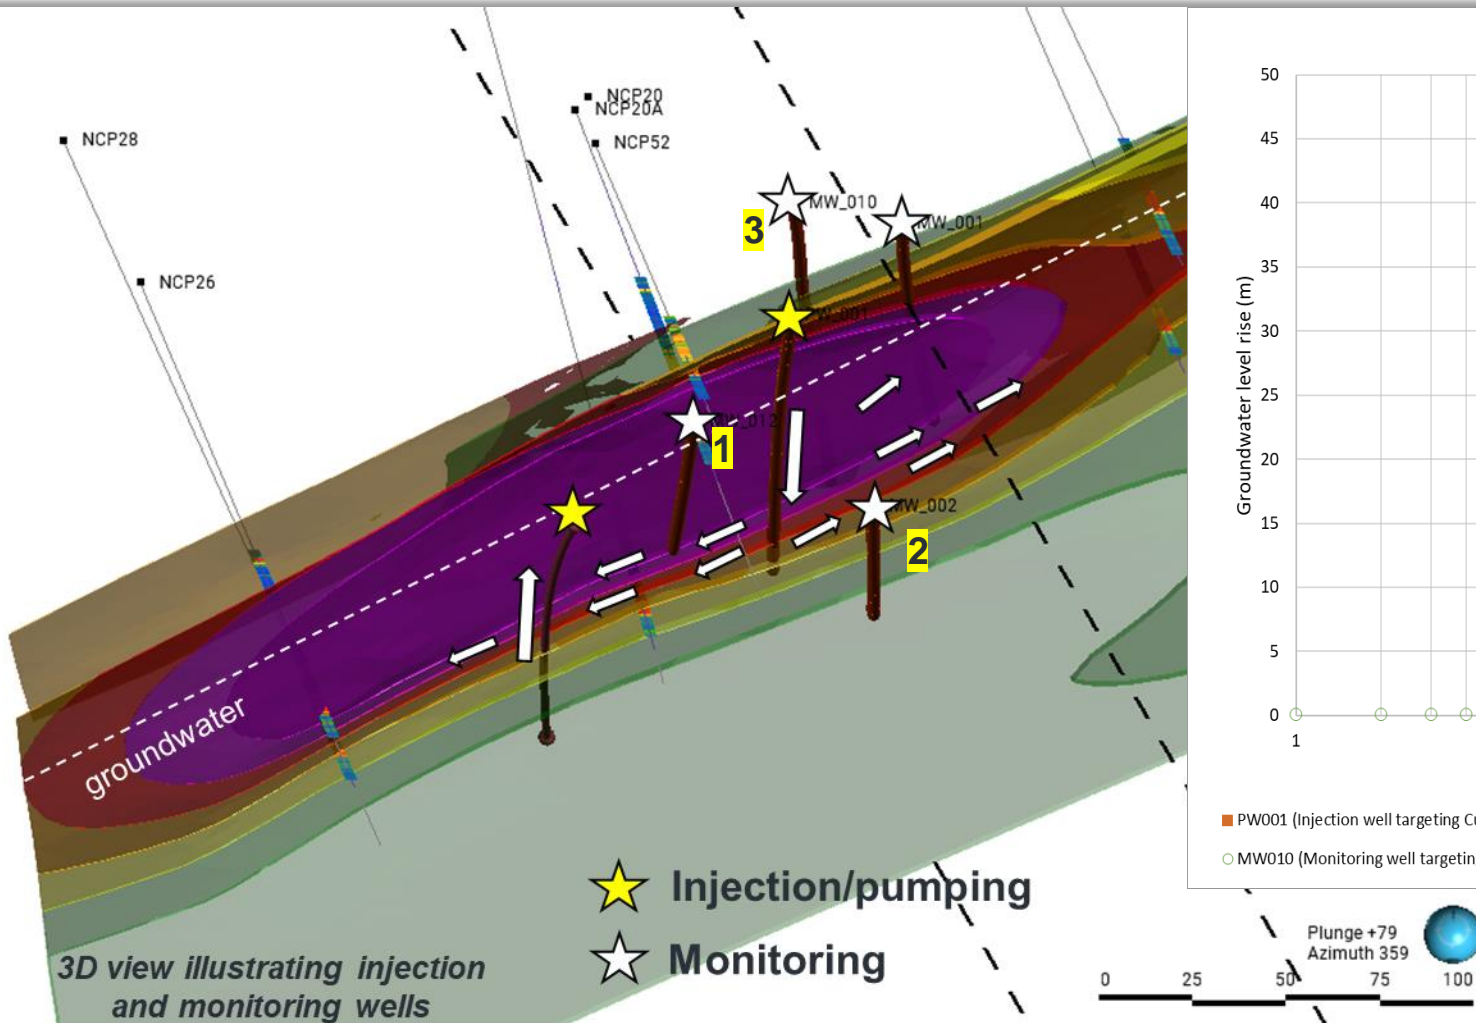 NCP20
NCP20A
NCP28
NCP52
NCP26
MW_010
3
MW_001
MW_012
1
MW_002
2
groundwater
Injection/pumping
Monitoring
3D view illustrating injection
and monitoring wells
50
45
40
35
30
25
20
15
10
5
0
1
Groundwater level rise (m)
PW001 (Injection well targeting
MW010 (Monitoring well
Plunge +79
Azimuth 359
0 25 50 75 100